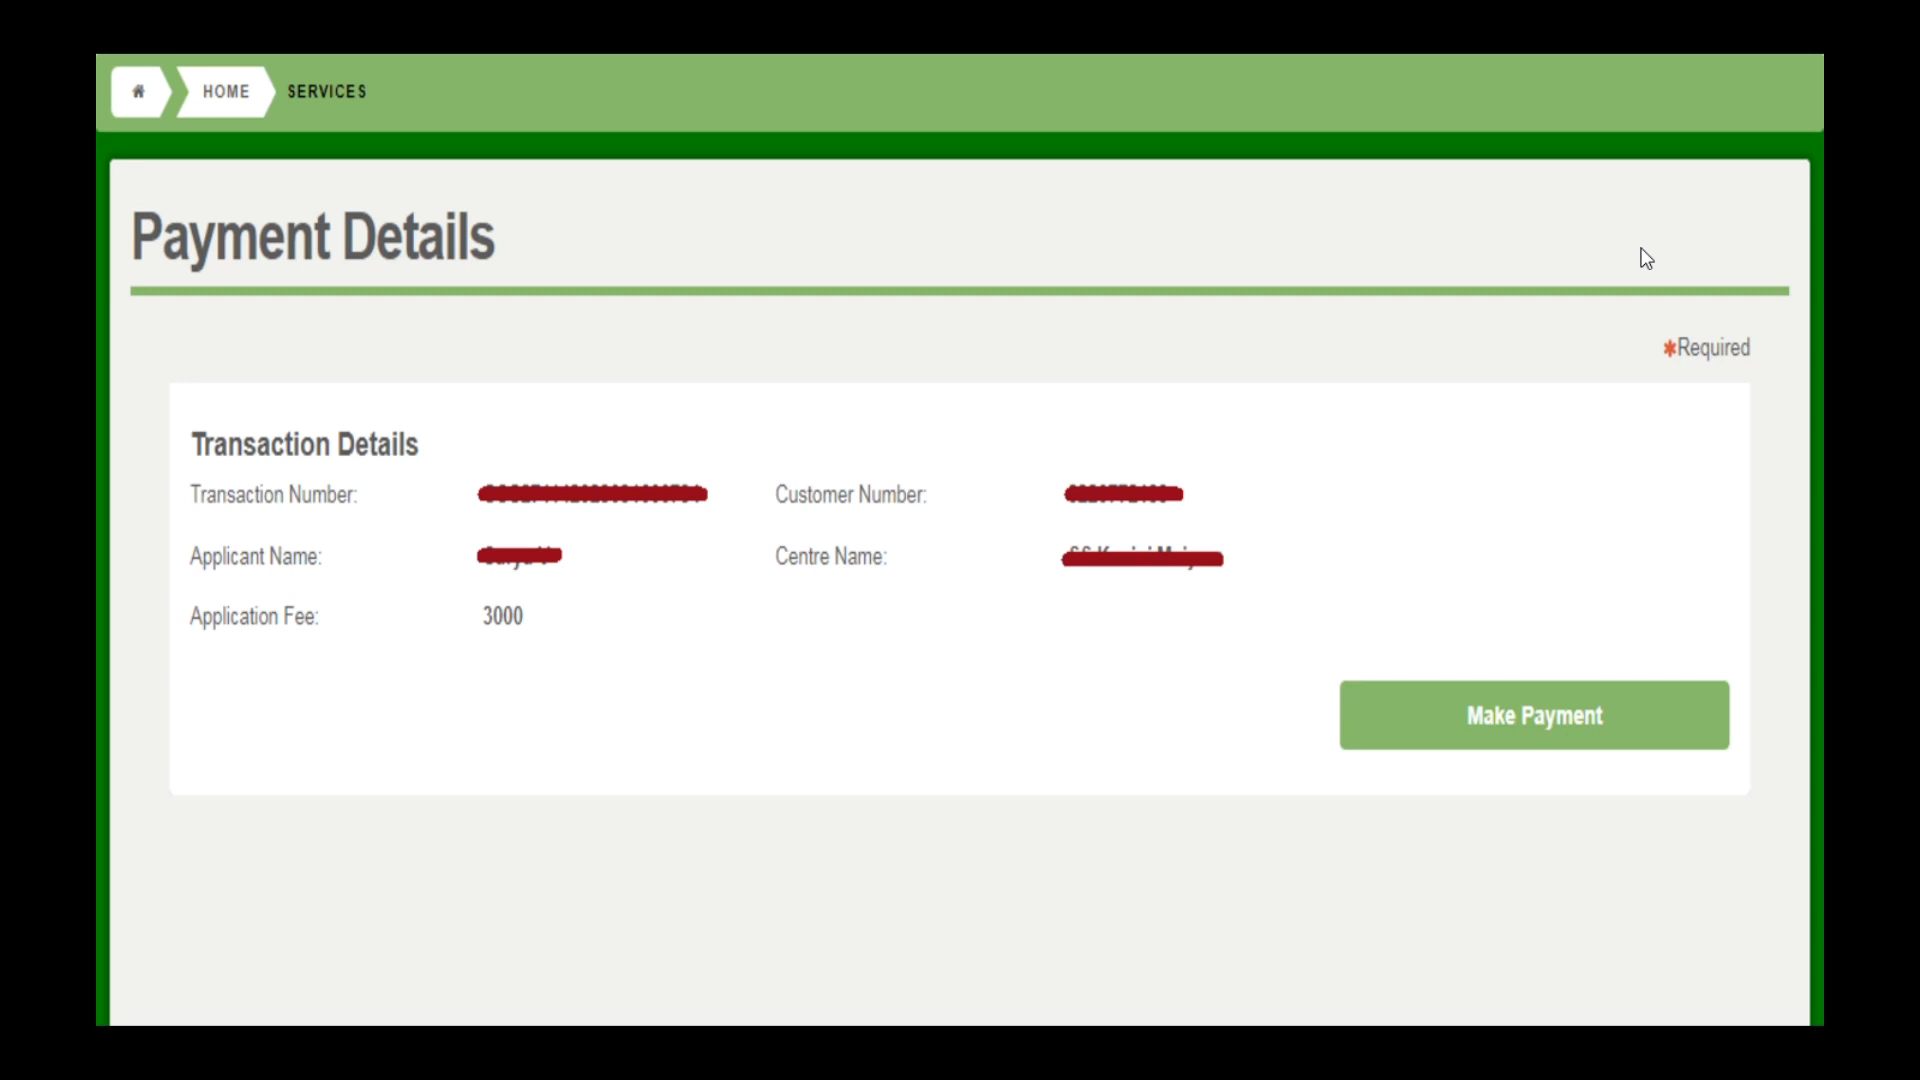 HOME SERVICES
Payment Details
*Required
Transaction Details
Transaction Number: Customer Number:
Applicant Name: Centre Name:
Application Fee: 3000
Make Payment